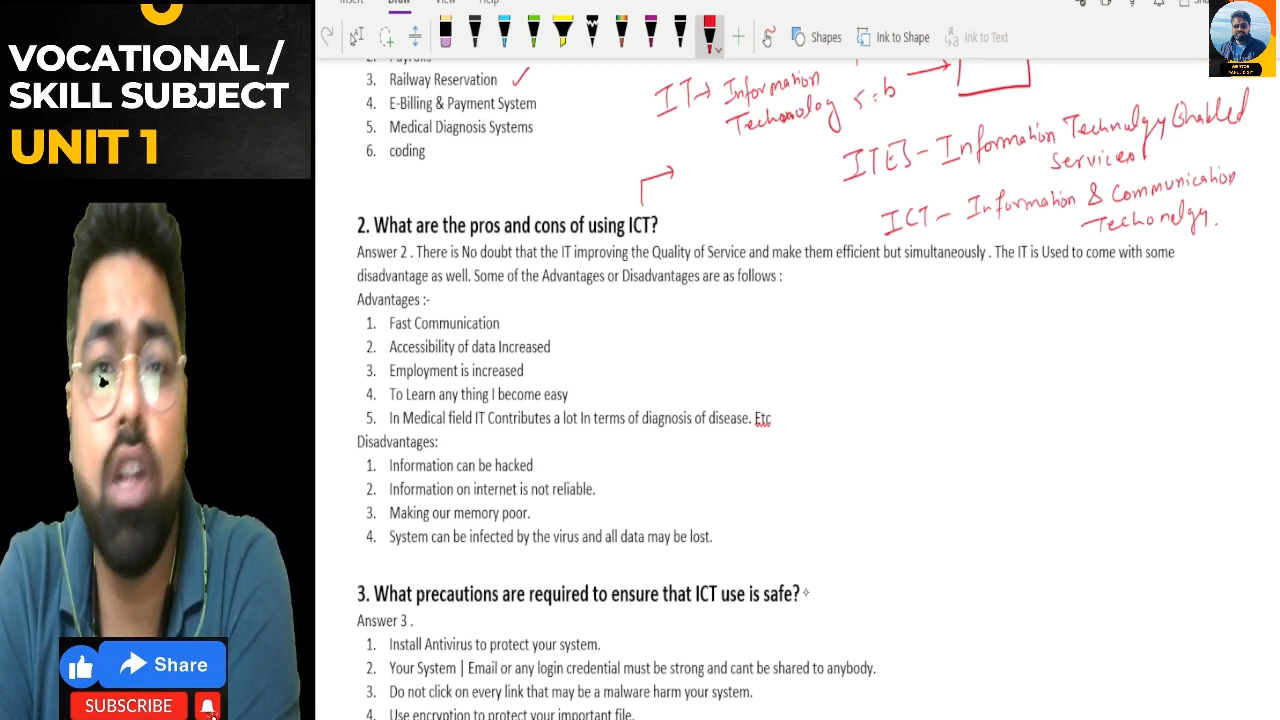 VOCATIONAL /
SKILL SUBJECT
UNIT 1
Draw
View
Help
Shapes
Ink to Shape
Ink to Text
3. Railway Reservation
4. E-Billing & Payment System
5. Medical Diagnosis Systems
6. coding
IT → Information
Techonolog
ITES - Information Technolgy Enabled
Services
ICT - Information & Communication
Techonolgy.
2. What are the pros and cons of using ICT?
Answer 2 . There is No doubt that the IT improving the Quality of Service and make them efficient but simultaneously . The IT is Used to come with some
disadvantage as well. Some of the Advantages or Disadvantages are as follows :
Advantages :-
1. Fast Communication
2. Accessibility of data Increased
3. Employment is increased
4. To Learn any thing I become easy
5. In Medical field IT Contributes a lot In terms of diagnosis of disease. Etc
Disadvantages:
1. Information can be hacked
2. Information on internet is not reliable.
3. Making our memory poor.
4. System can be infected by the virus and all data may be lost.
3. What precautions are required to ensure that ICT use is safe?
Answer 3 .
1. Install Antivirus to protect your system.
2. Your System | Email or any login credential must be strong and cant be shared to anybody.
3. Do not click on every link that may be a malware harm your system.
4. Use encryption to protect your important file.
Share
SUBSCRIBE